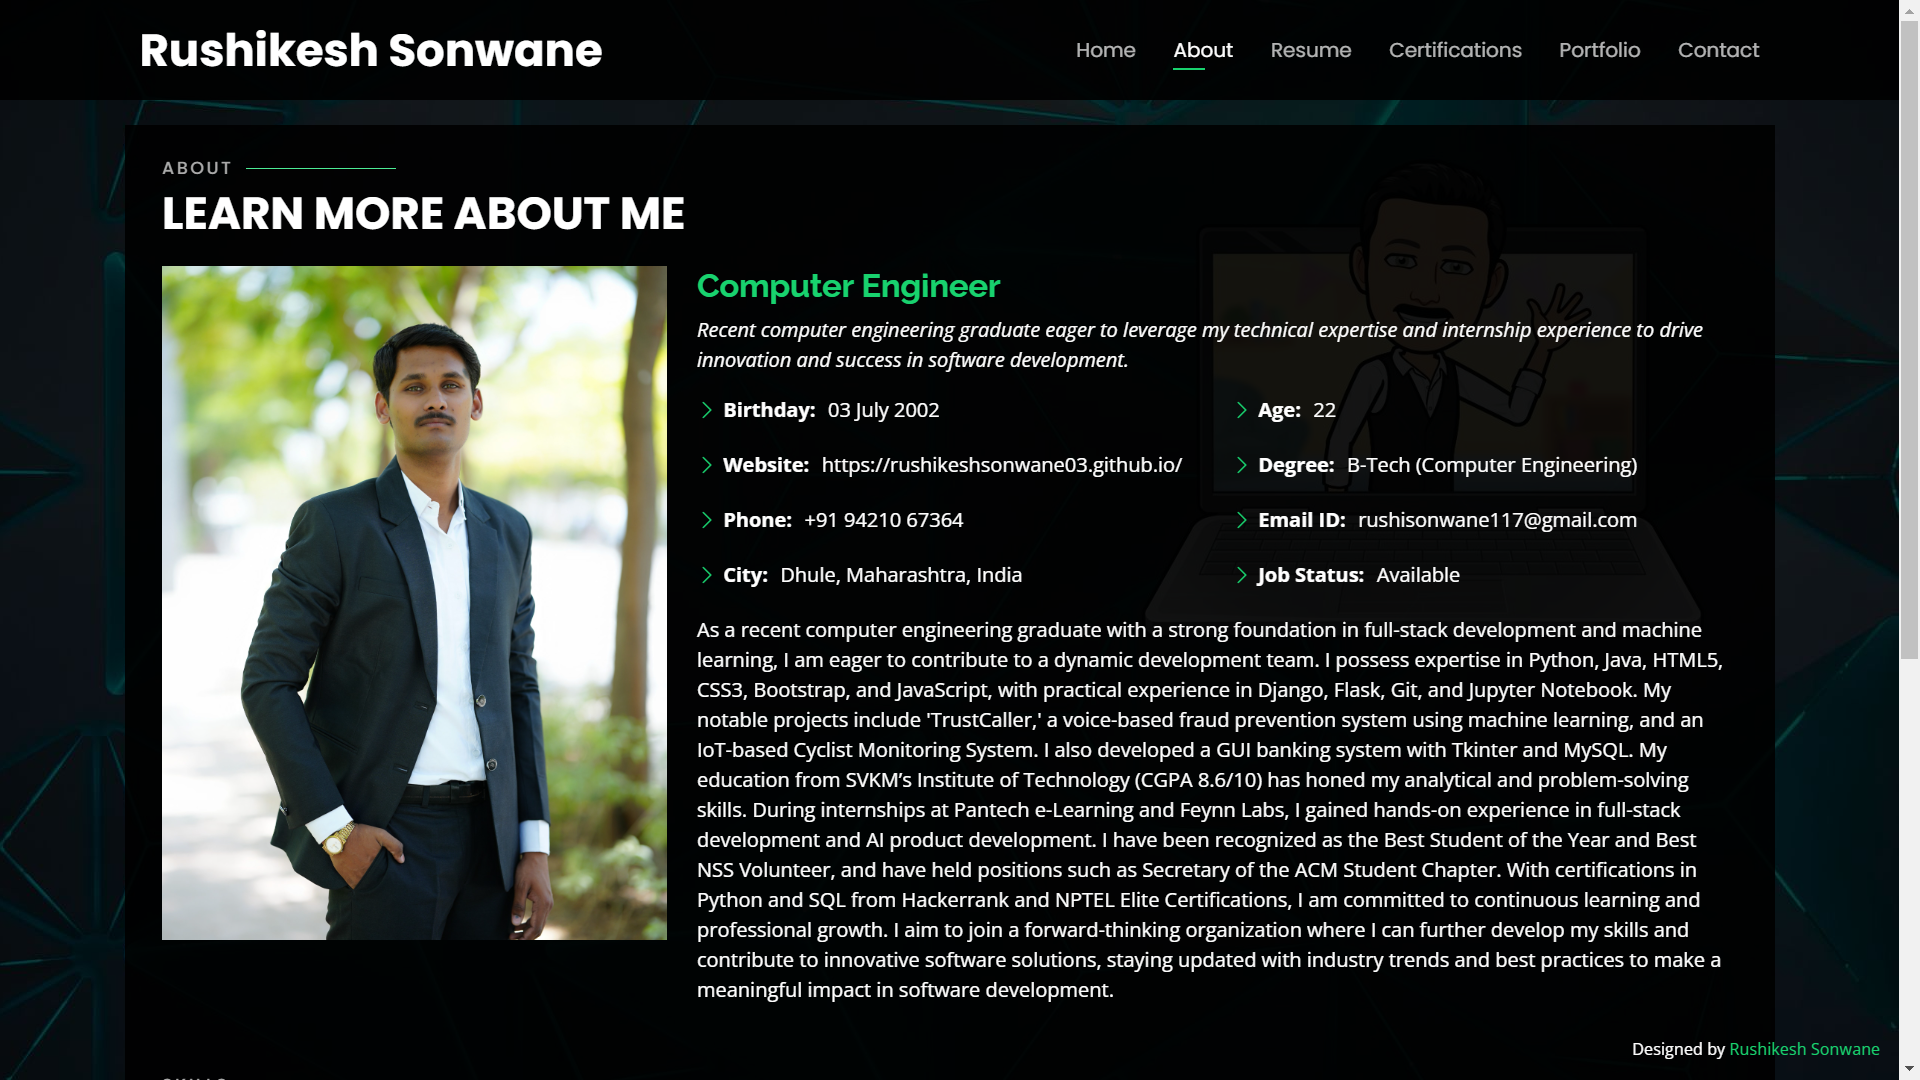 Rushikesh Sonwane
Home About Resume Certifications Portfolio Contact
ABOUT
LEARN MORE ABOUT ME
Computer Engineer
Recent computer engineering graduate eager to leverage my technical expertise and internship experience to drive
innovation and success in software development.
Birthday: 03 July 2002
Age: 22
Website: https://rushikeshsonwane03.github.io/
Degree: B-Tech (Computer Engineering)
Phone: +91 94210 67364
Email ID: rushisonwane117@gmail.com
City: Dhule, Maharashtra, India
Job Status: Available
As a recent computer engineering graduate with a strong foundation in full-stack development and machine
learning, I am eager to contribute to a dynamic development team. I possess expertise in Python, Java, HTML5,
CSS3, Bootstrap, and JavaScript, with practical experience in Django, Flask, Git, and Jupyter Notebook. My
notable projects include 'TrustCaller,' a voice-based fraud prevention system using machine learning, and an
IoT-based Cyclist Monitoring System. I also developed a GUI banking system with Tkinter and MySQL. My
education from SVKM’s Institute of Technology (CGPA 8.6/10) has honed my analytical and problem-solving
skills. During internships at Pantech e-Learning and Feynn Labs, I gained hands-on experience in full-stack
development and AI product development. I have been recognized as the Best Student of the Year and Best
NSS Volunteer, and have held positions such as Secretary of the ACM Student Chapter. With certifications in
Python and SQL from Hackerrank and NPTEL Elite Certifications, I am committed to continuous learning and
professional growth. I aim to join a forward-thinking organization where I can further develop my skills and
contribute to innovative software solutions, staying updated with industry trends and best practices to make a
meaningful impact in software development.
Designed by Rushikesh Sonwane